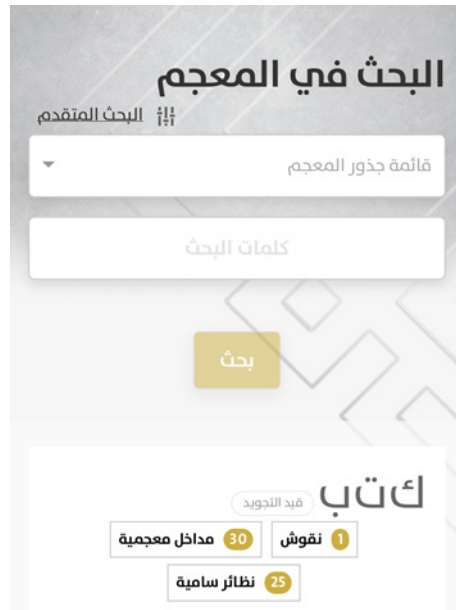 البحث في المعجم
البحث المتقدم
قائمة جذور المعجم
كلمات البحث
بحث
كتب قيد التجويد
1 نقوش 30 مداخل معجمية
25 نظائر سامية